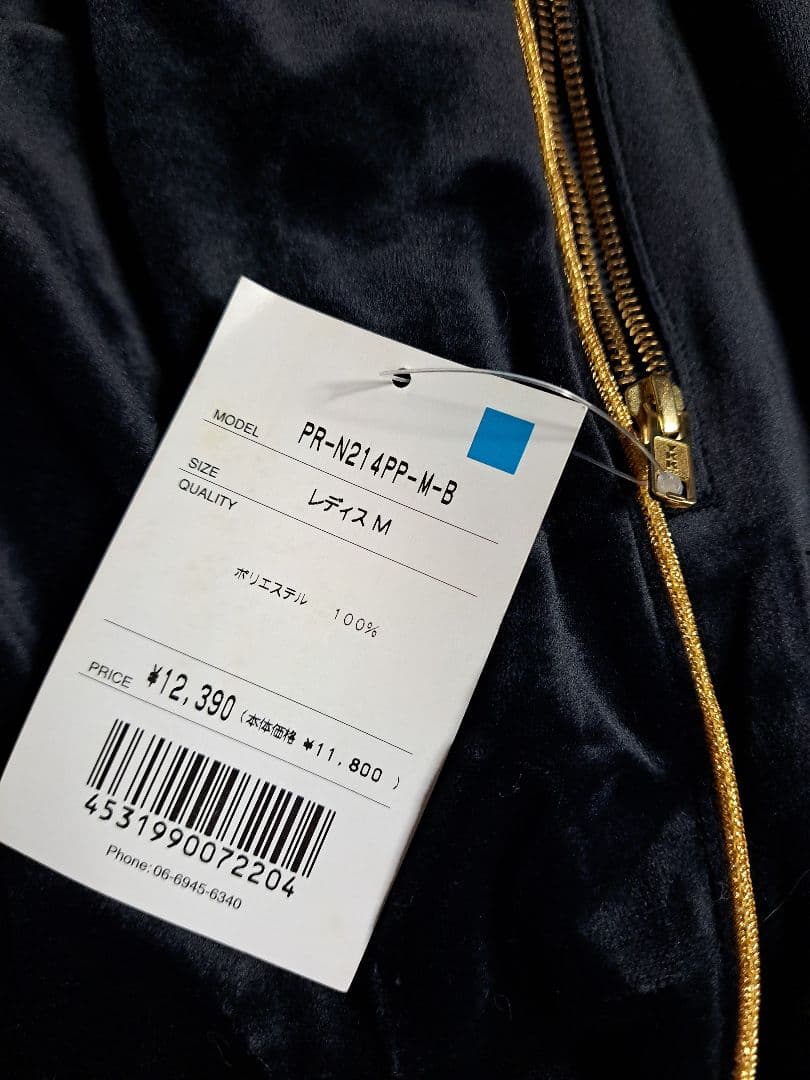 MODEL PR-N214PP-M-B
SIZE レディス M
QUALITY
ポリエステル 100%
PRICE ¥12,390 (本体価格 ¥11,800 )
4531990072204
Phone: 06-6945-6340
YKK